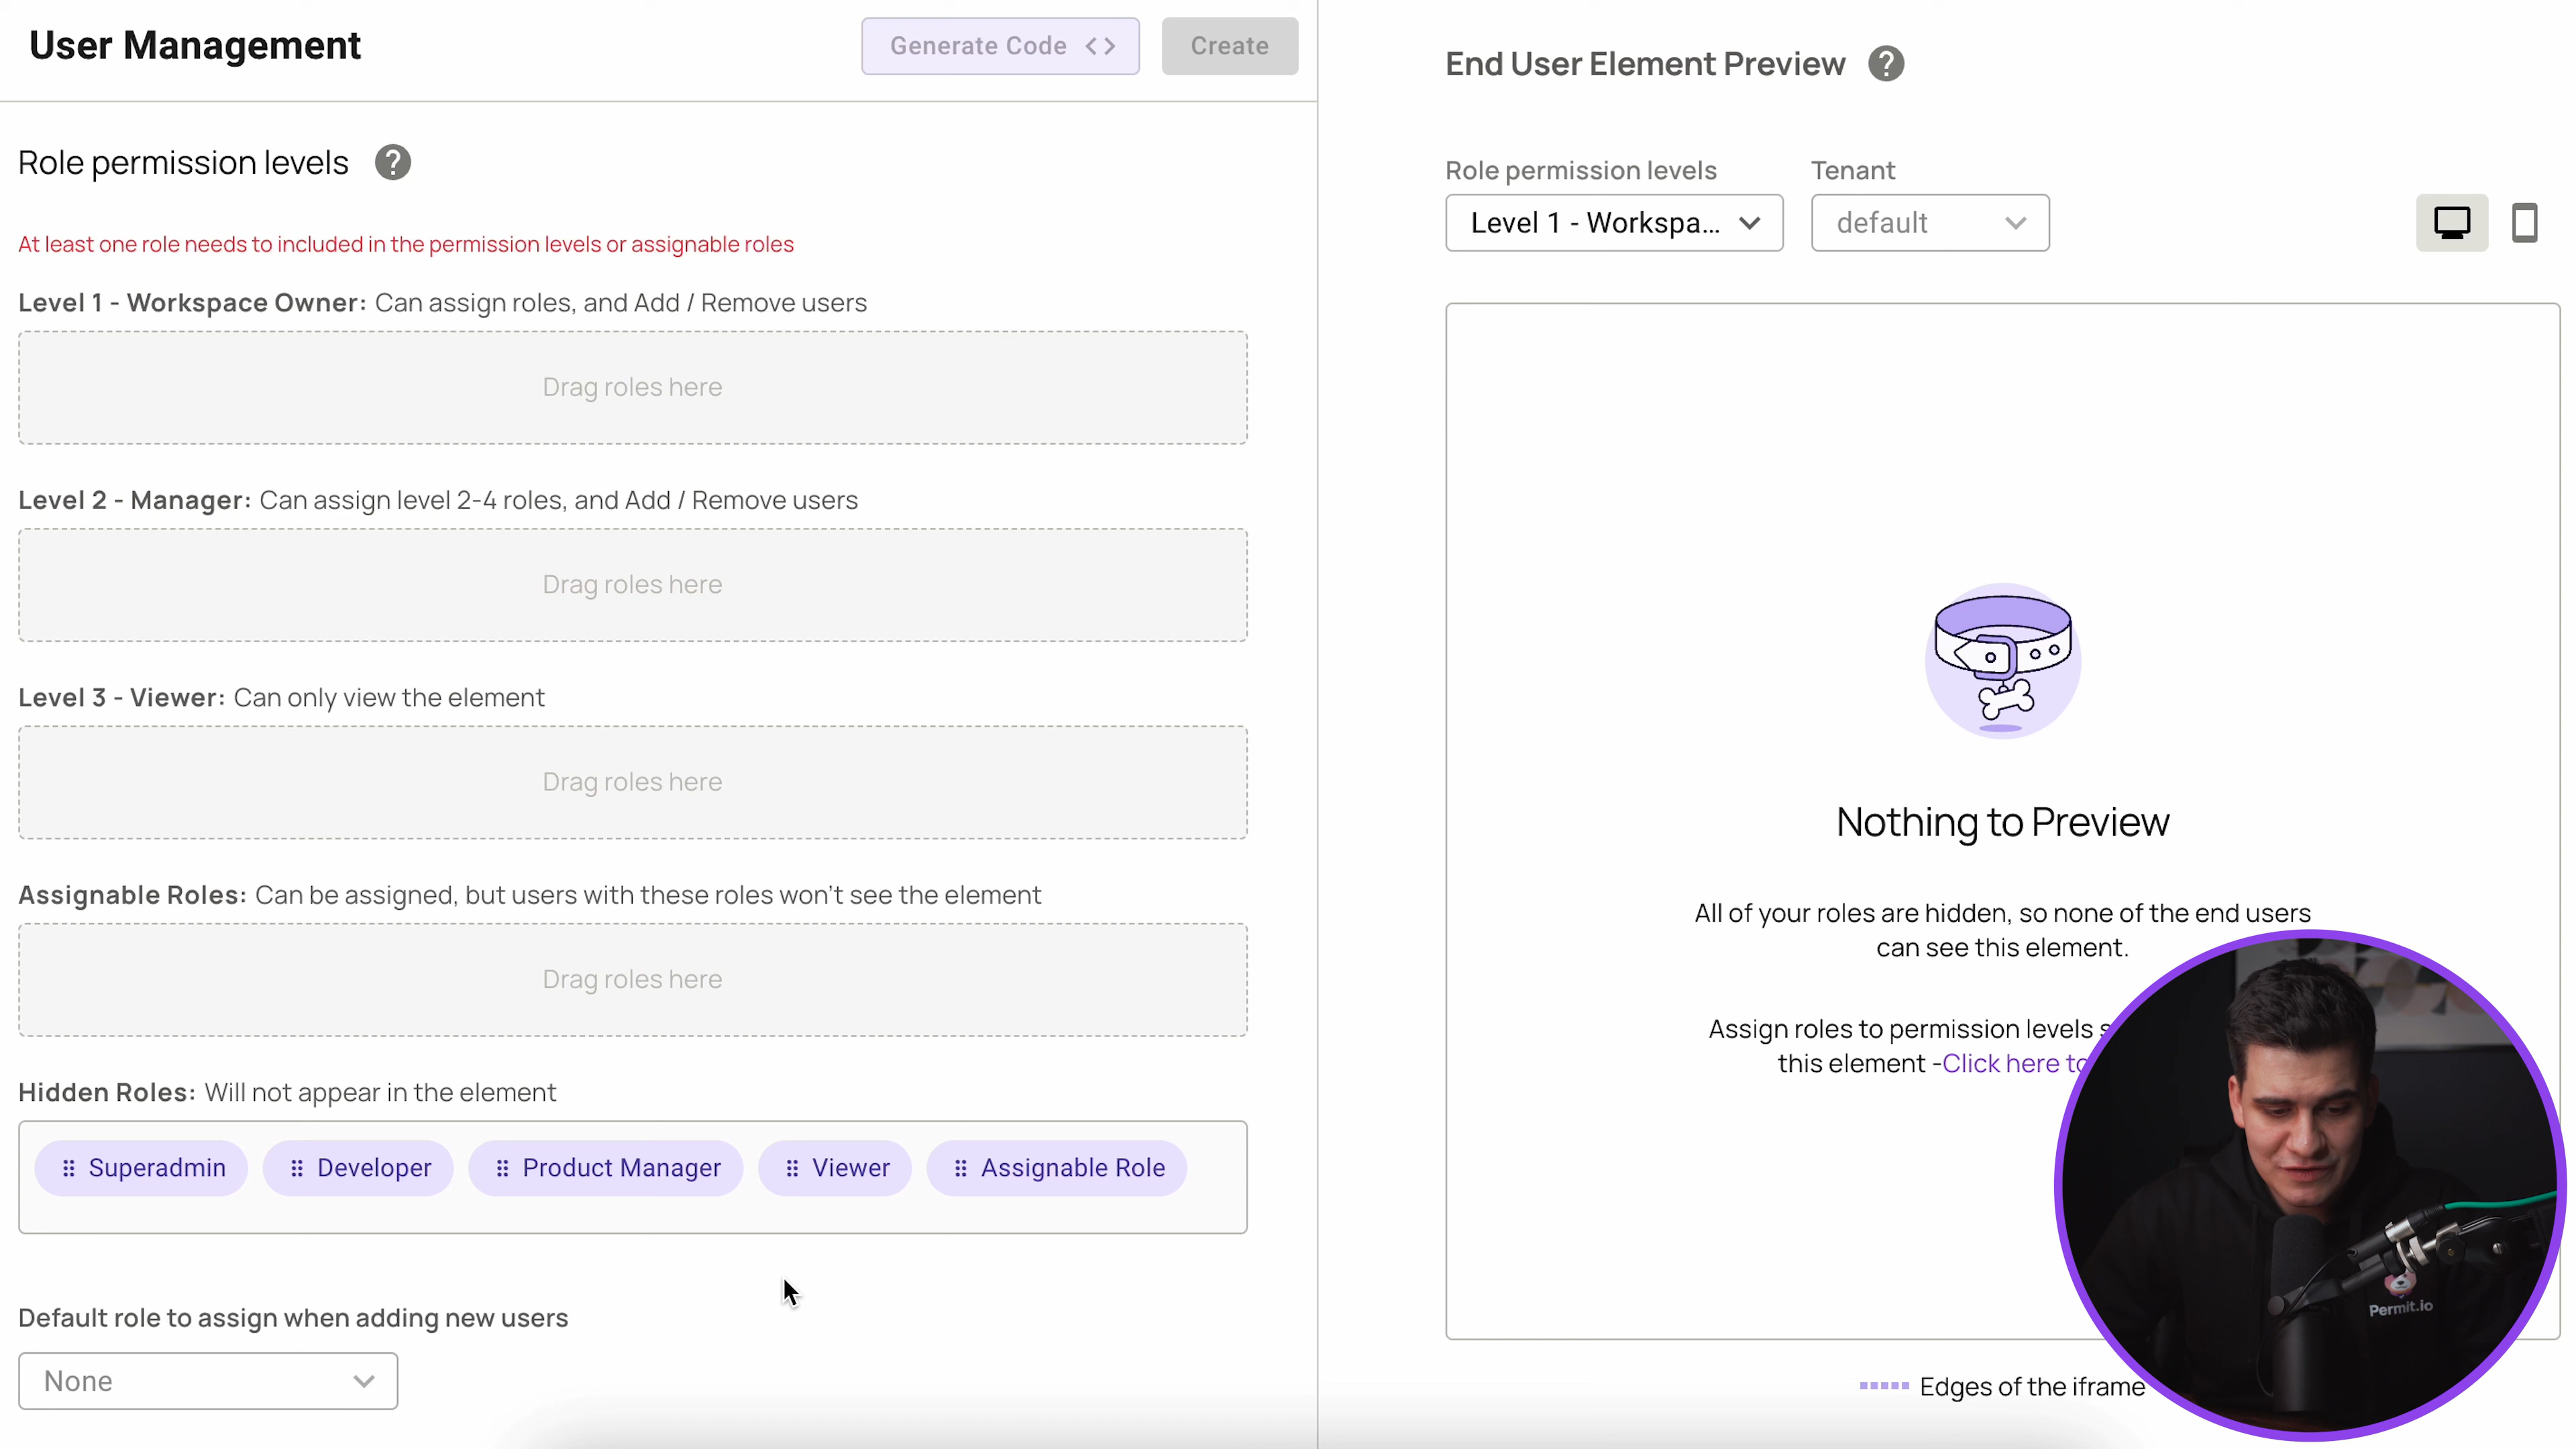 User Management
Generate Code <>
Create
Role permission levels ?
At least one role needs to included in the permission levels or assignable roles
Level 1 - Workspace Owner: Can assign roles, and Add / Remove users
Drag roles here
Level 2 - Manager: Can assign level 2-4 roles, and Add / Remove users
Drag roles here
Level 3 - Viewer: Can only view the element
Drag roles here
Assignable Roles: Can be assigned, but users with these roles won't see the element
Drag roles here
Hidden Roles: Will not appear in the element
Superadmin
Developer
Product Manager
Viewer
Assignable Role
Default role to assign when adding new users
None
End User Element Preview ?
Role permission levels
Level 1 - Workspa...
Tenant
default
Nothing to Preview
All of your roles are hidden, so none of the end users
can see this element.
Assign roles to permission levels
this element -Click here
Edges of the iframe
Permit.io